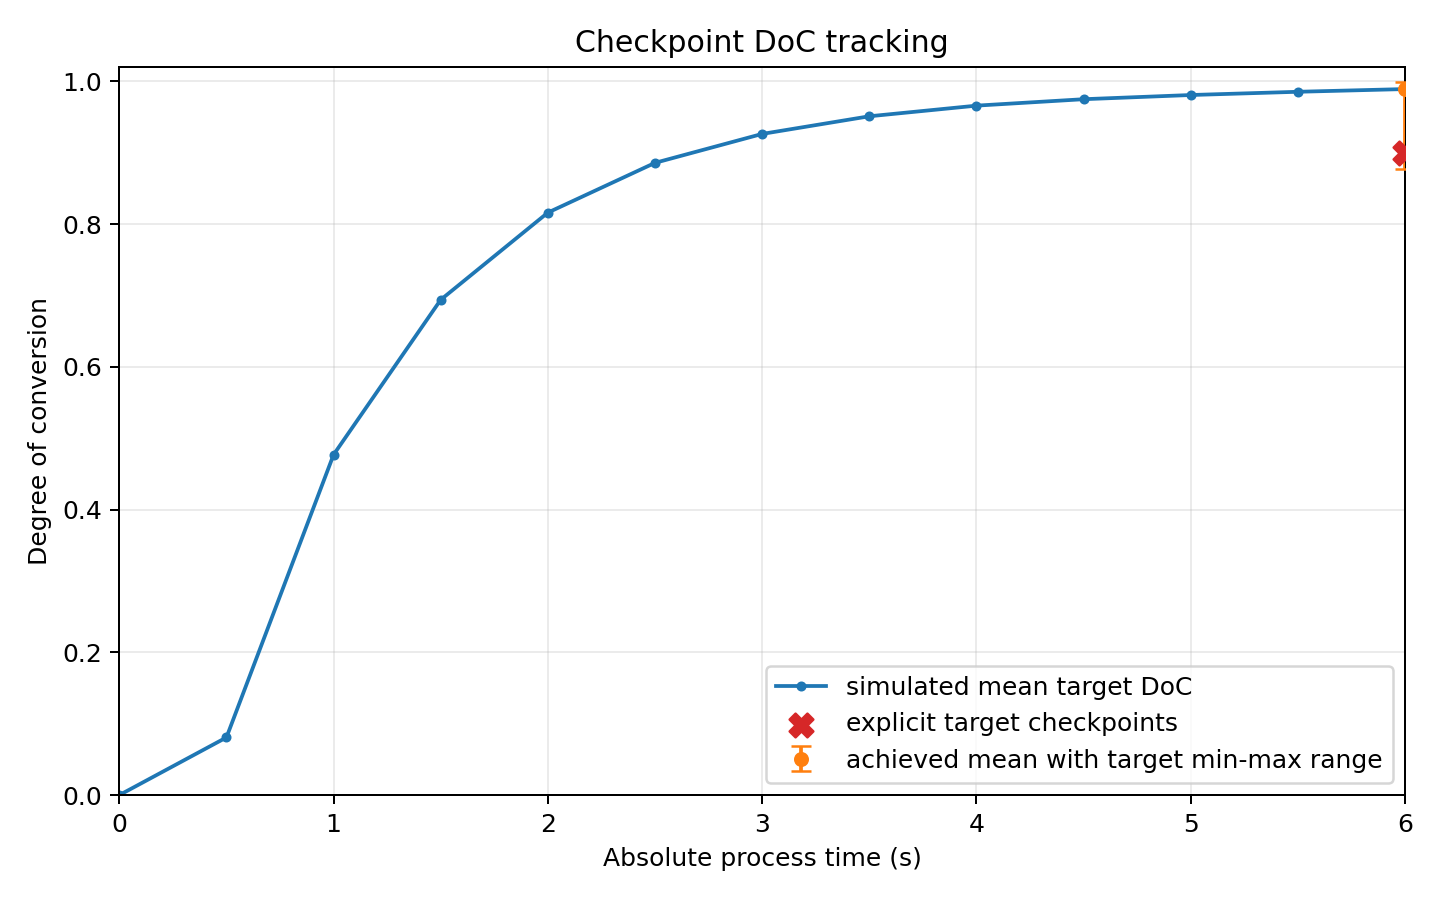 Checkpoint DoC tracking
1.0
0.8
0.6
0.4
0.2
0.0
Degree of conversion
simulated mean target DoC
explicit target checkpoints
achieved mean with target min-max range
0 1 2 3 4 5 6
Absolute process time (s)